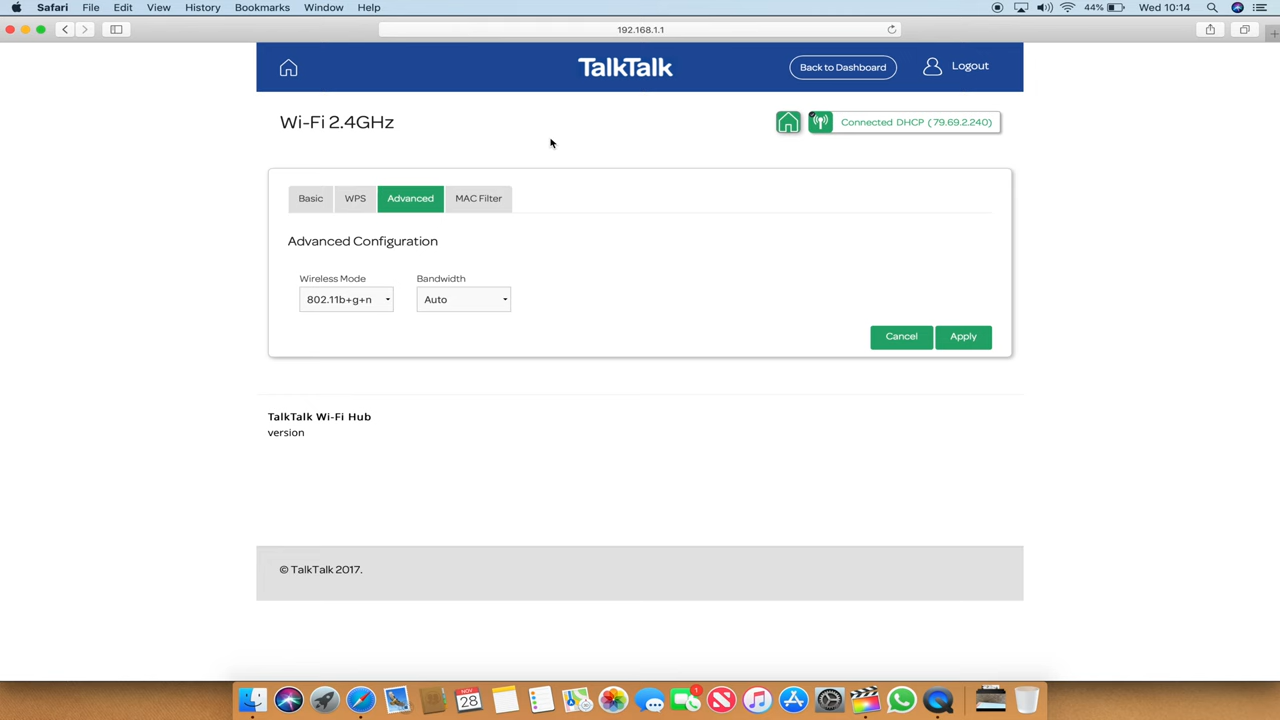 Safari File Edit View History Bookmarks Window Help 44% Wed 10:14
192.168.1.1
TalkTalk Back to Dashboard Logout
Wi-Fi 2.4GHz Connected DHCP (79.69.2.240)
Basic WPS Advanced MAC Filter
Advanced Configuration
Wireless Mode Bandwidth
802.11b+g+n Auto
Cancel Apply
TalkTalk Wi-Fi Hub
version
© TalkTalk 2017.
NOV
28
1